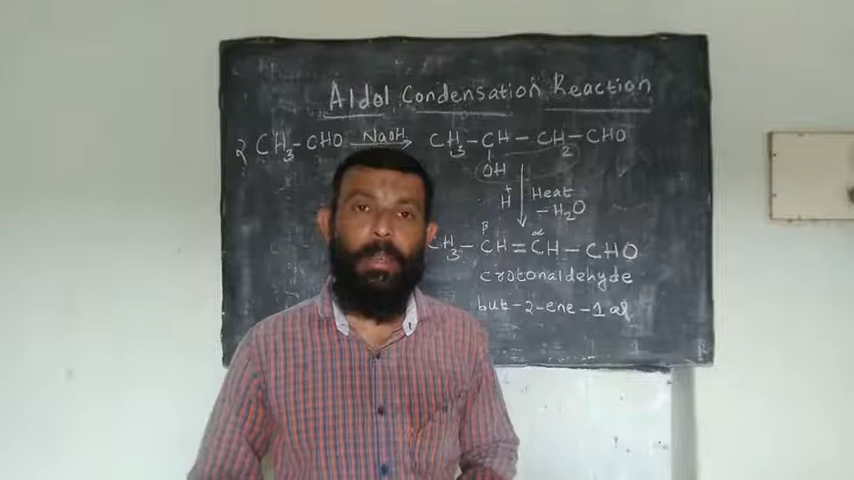 Aldol Condensation Reaction
2 CH3-CHO NaOH → CH3-CH-CH2-CHO
OH
H+ Heat
-H2O
CH3-CH=CH-CHO
β α
crotonaldehyde
but-2-ene-1al